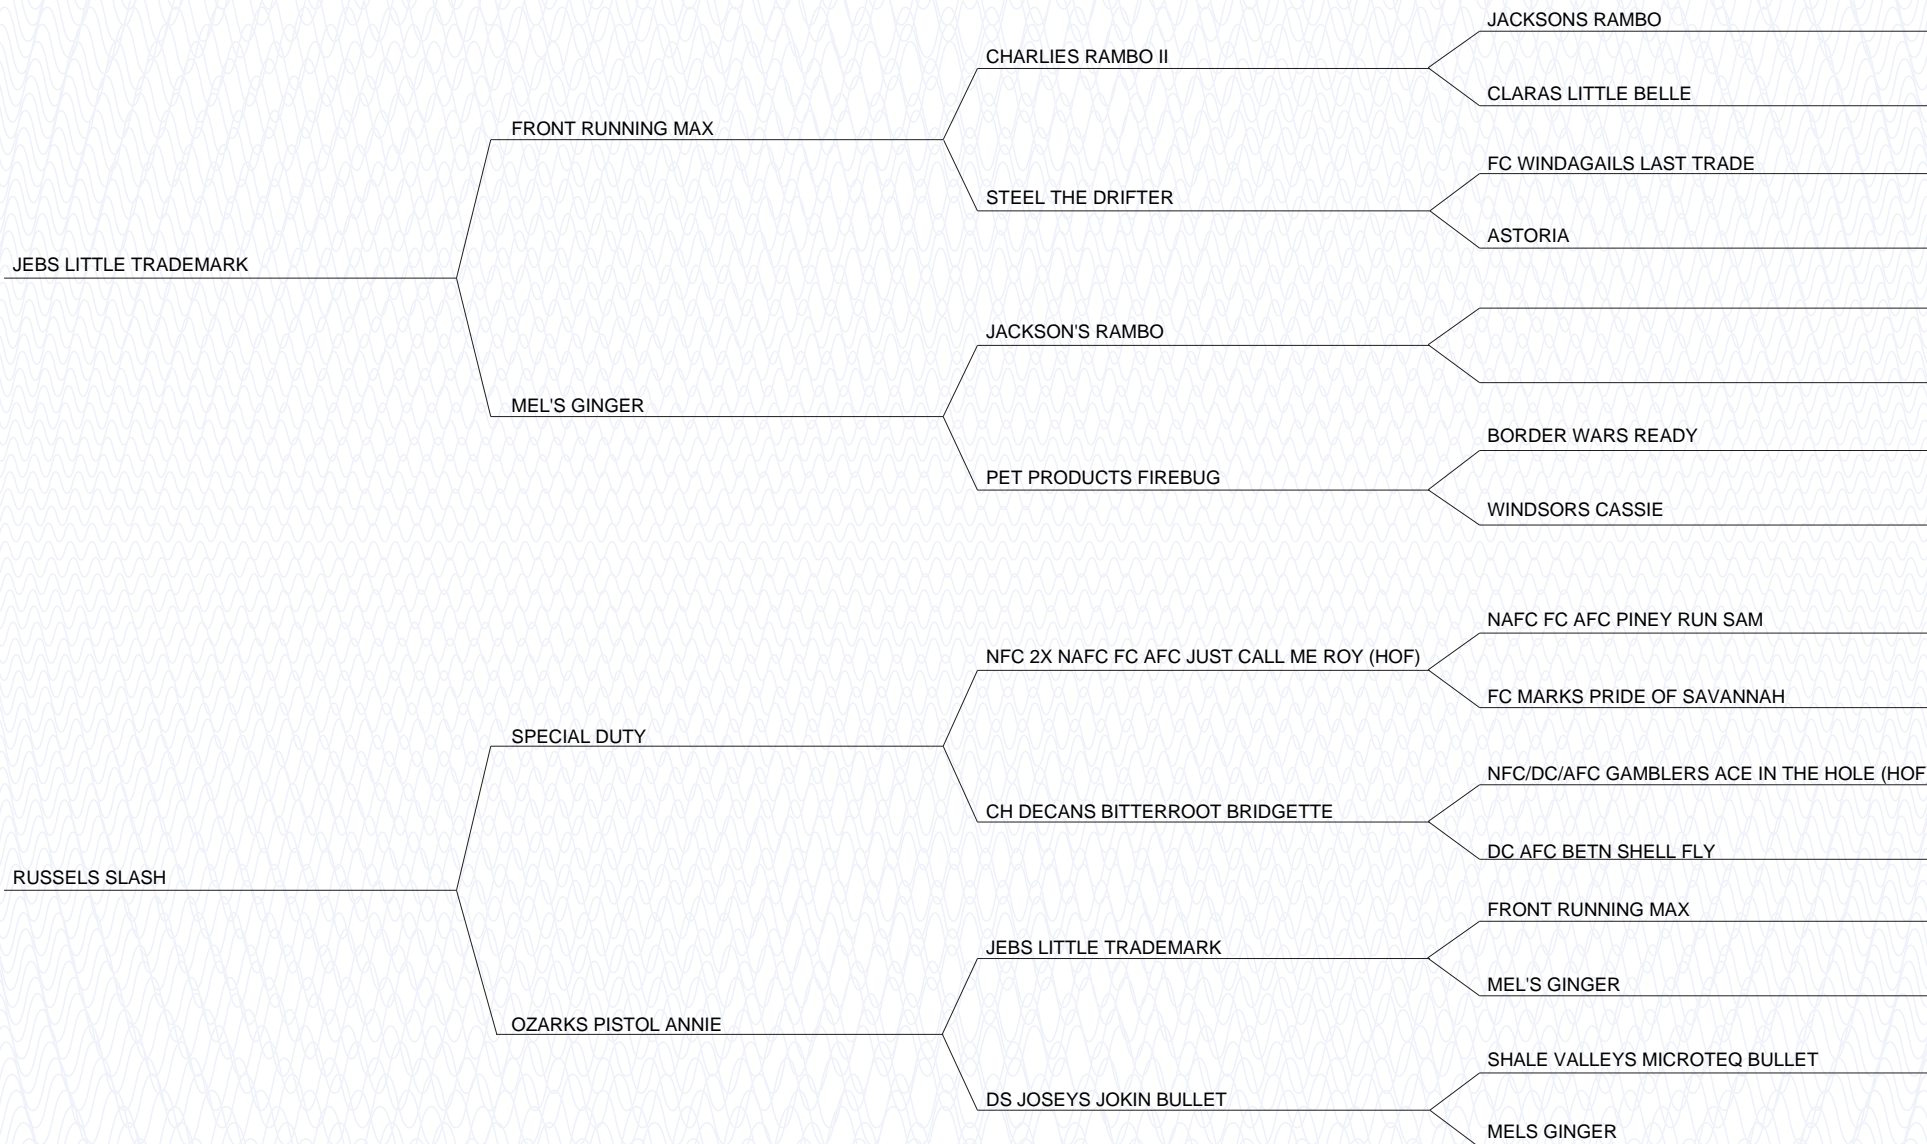 JACKSONS RAMBO
CHARLIES RAMBO II
CLARAS LITTLE BELLE
FRONT RUNNING MAX
FC WINDAGAILS LAST TRADE
STEEL THE DRIFTER
ASTORIA
JEBS LITTLE TRADEMARK
JACKSON'S RAMBO
MEL'S GINGER
BORDER WARS READY
PET PRODUCTS FIREBUG
WINDSORS CASSIE
NAFC FC AFC PINEY RUN SAM
NFC 2X NAFC FC AFC JUST CALL ME ROY (HOF)
FC MARKS PRIDE OF SAVANNAH
SPECIAL DUTY
NFC/DC/AFC GAMBLERS ACE IN THE HOLE (HOF
CH DECANS BITTERROOT BRIDGETTE
DC AFC BETN SHELL FLY
RUSSELS SLASH
FRONT RUNNING MAX
JEBS LITTLE TRADEMARK
MEL'S GINGER
OZARKS PISTOL ANNIE
SHALE VALLEYS MICROTEQ BULLET
DS JOSEYS JOKIN BULLET
MELS GINGER